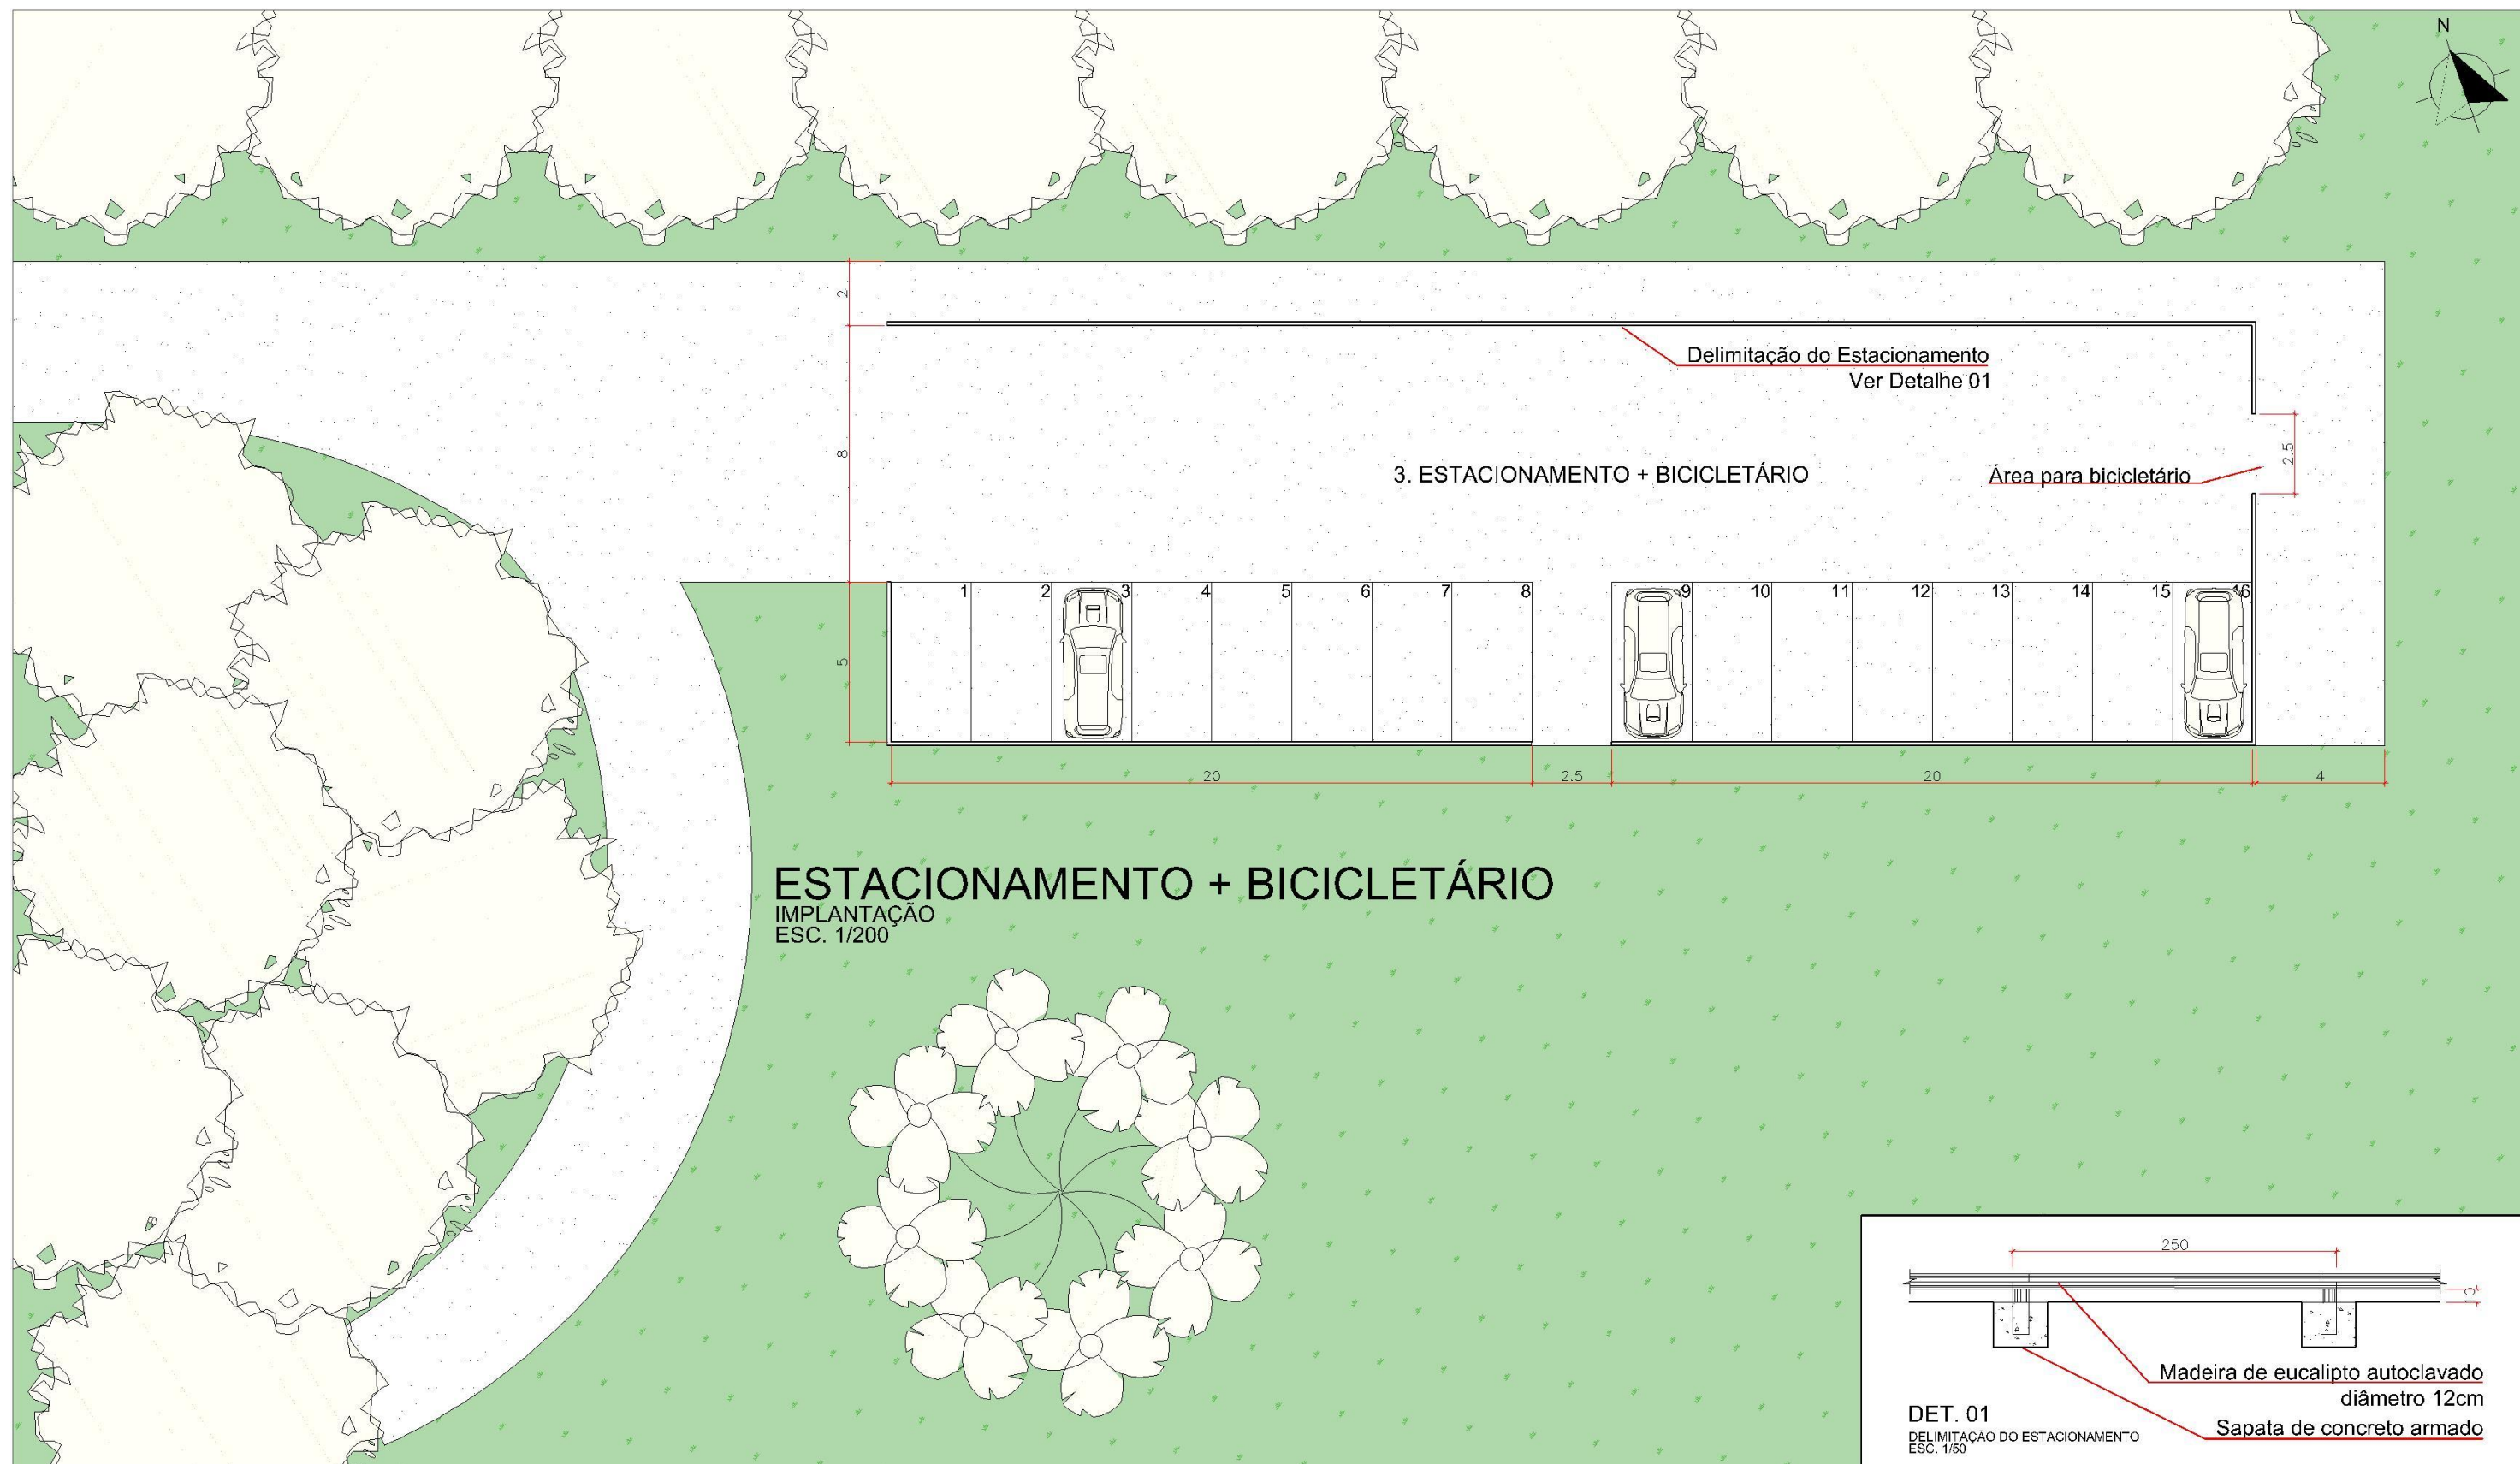 N
2
Delimitação do Estacionamento
Ver Detalhe 01
8
2.5
3. ESTACIONAMENTO + BICICLETÁRIO
Área para bicicletário
1 2 3 4 5 6 7 8 9 10 11 12 13 14 15 16
5
20 2.5 20 4
ESTACIONAMENTO + BICICLETÁRIO
IMPLANTAÇÃO
ESC. 1/200
250
10
Madeira de eucalipto autoclavado
diâmetro 12cm
Sapata de concreto armado
DET. 01
DELIMITAÇÃO DO ESTACIONAMENTO
ESC. 1/50